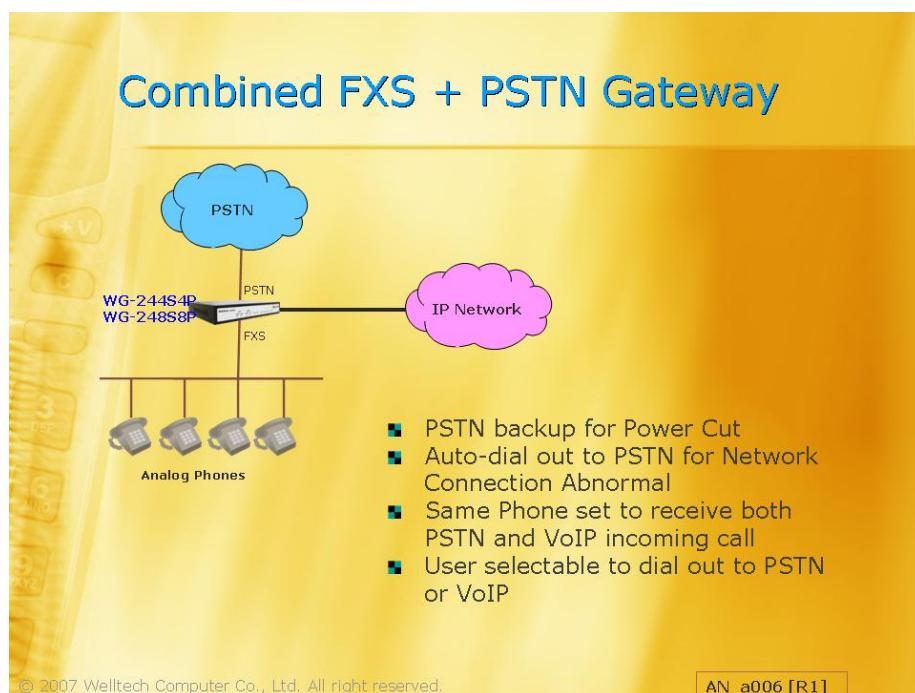 Combined FXS + PSTN Gateway
PSTN
PSTN
WG-244S4P
WG-248S8P
IP Network
FXS
Analog Phones
PSTN backup for Power Cut
Auto-dial out to PSTN for Network
Connection Abnormal
Same Phone set to receive both
PSTN and VoIP incoming call
User selectable to dial out to PSTN
or VoIP
© 2007 Welltech Computer Co., Ltd. All right reserved.
AN_a006 [R1]